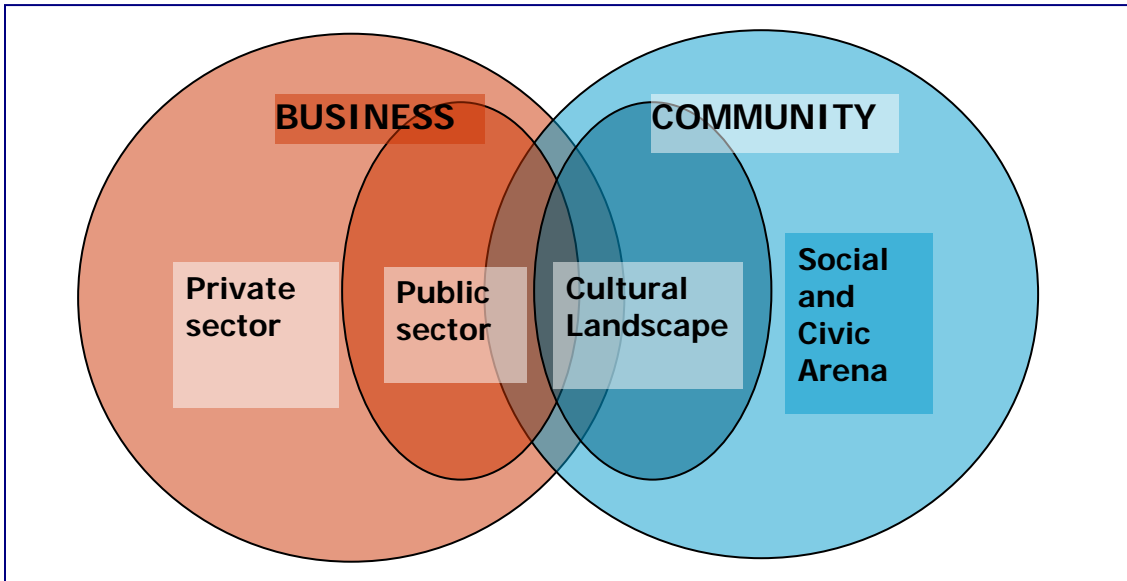 BUSINESS
COMMUNITY
Private
sector
Public
sector
Cultural
Landscape
Social
and
Civic
Arena